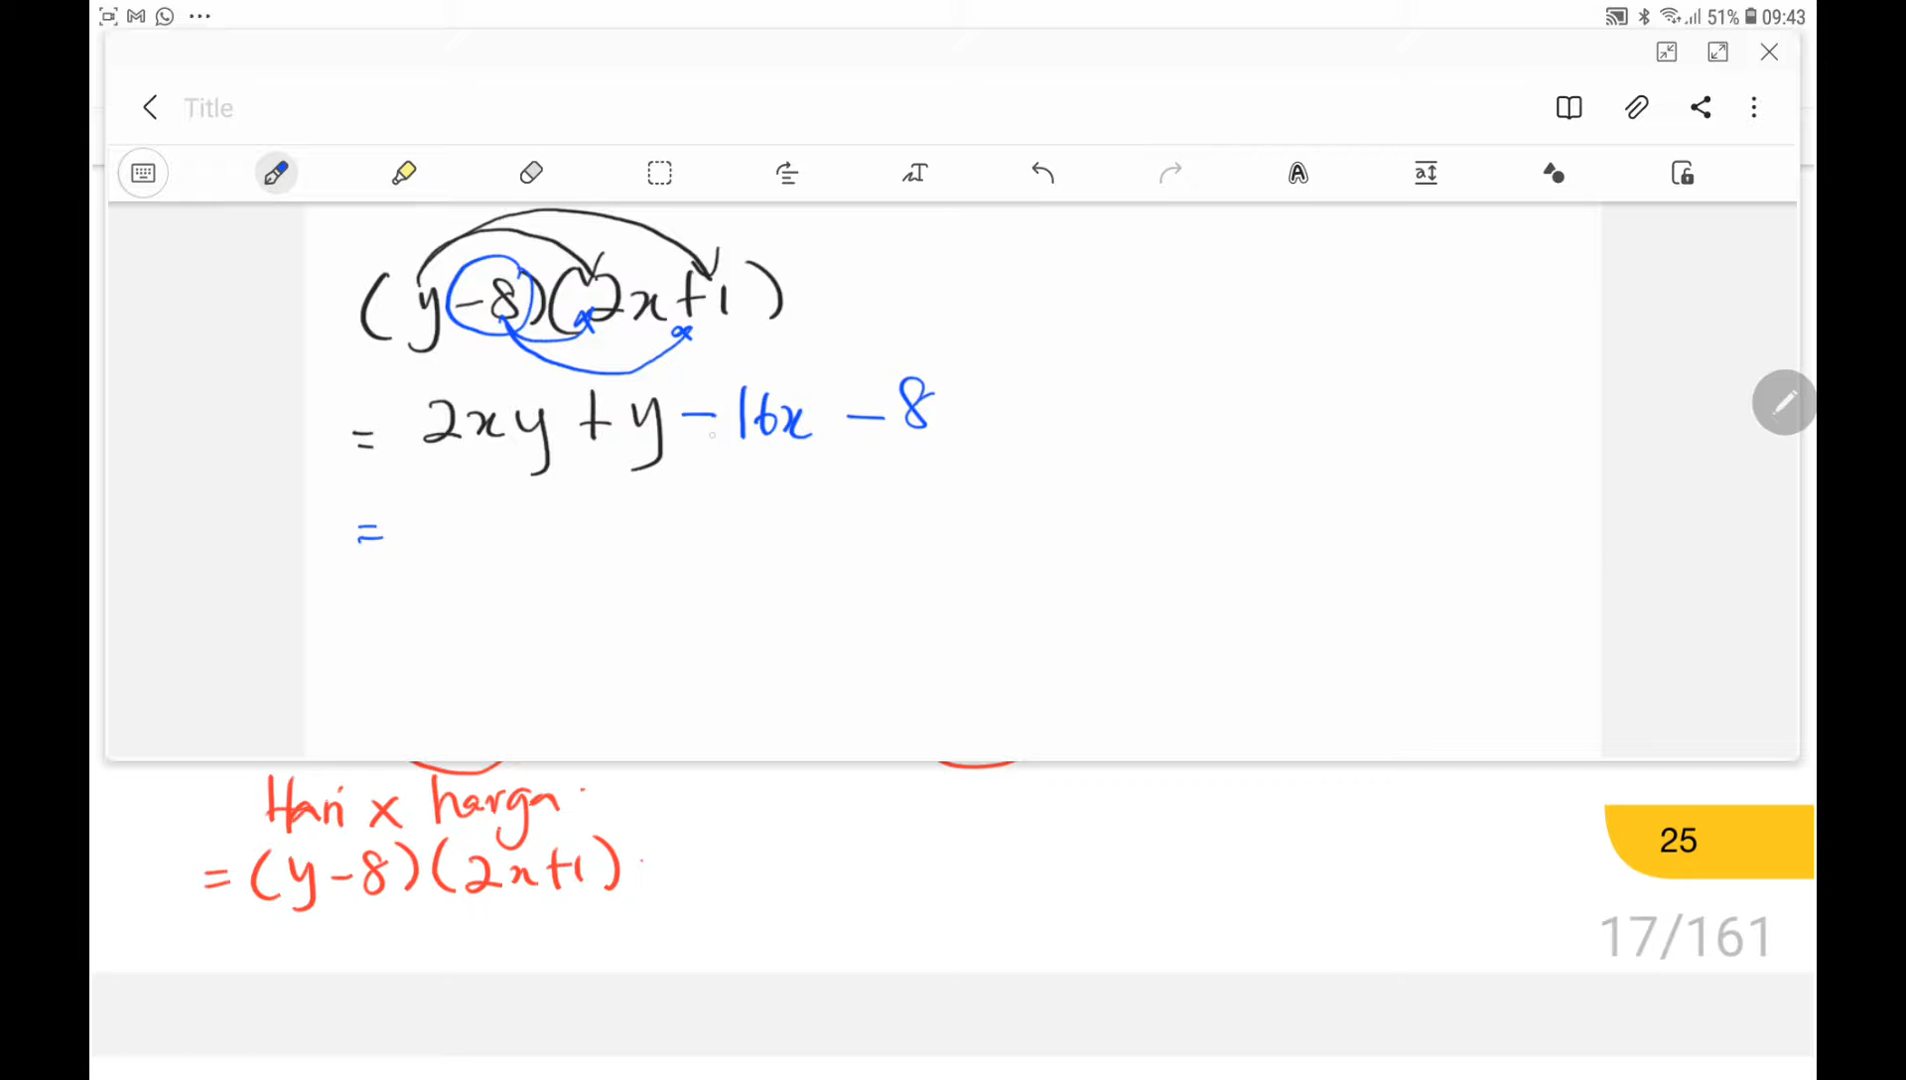 51% 09:43
Title
(y-8)(2x+1)
= 2xy + y - 16x - 8
=
Hari x harga
= (y-8)(2x+1)
25
17/161